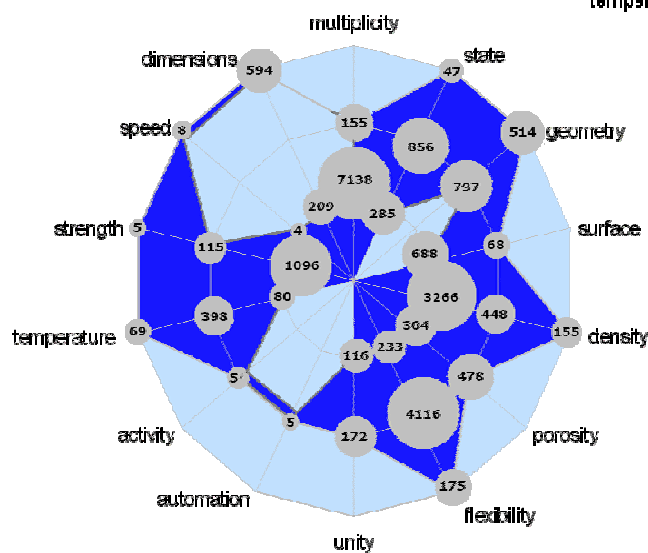 temper
multiplicity
dimensions
state
594
47
speed
8
155
514
geometry
856
7138
797
209
285
strength
5
4
surface
115
68
688
1096
3266
80
temperature
69
398
304
448
155
density
233
116
478
4116
activity
5
172
porosity
automation
175
flexibility
unity